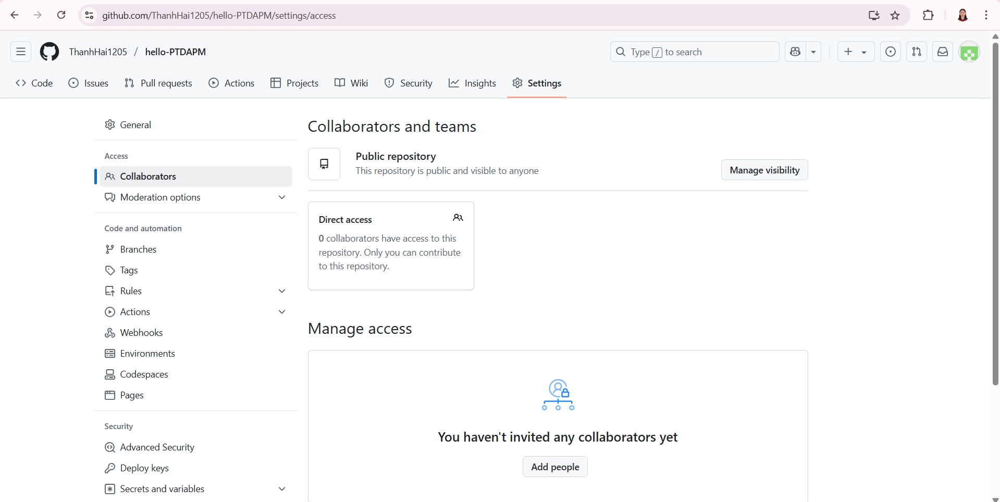 github.com/ThanhHai1205/hello-PTDAPM/settings/access
ThanhHai1205 / hello-PTDAPM
Type / to search
Code
Issues
Pull requests
Actions
Projects
Wiki
Security
Insights
Settings
General
Access
Collaborators
Moderation options
Code and automation
Branches
Tags
Rules
Actions
Webhooks
Environments
Codespaces
Pages
Security
Advanced Security
Deploy keys
Secrets and variables
Collaborators and teams
Public repository
This repository is public and visible to anyone
Manage visibility
Direct access
0 collaborators have access to this
repository. Only you can contribute
to this repository.
Manage access
You haven't invited any collaborators yet
Add people